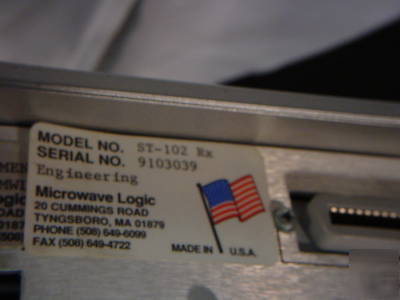 MODEL NO. ST-102 Rx
SERIAL NO. 9103039
Engineering
Microwave Logic
20 CUMMINGS ROAD
TYNGSBORO, MA 01879
PHONE (508) 649-6099
FAX (508) 649-4722
MADE IN U.S.A.